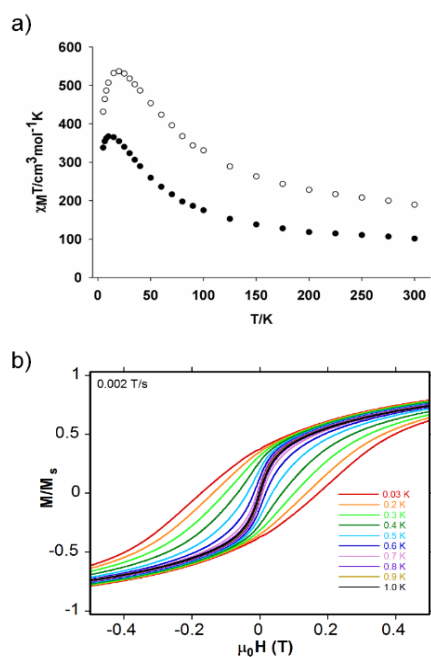 a)
600
500
400
300
200
100
0
χMT/cm³mol⁻¹K
0 50 100 150 200 250 300
T/K
b)
0.002 T/s
1
0.5
0
-0.5
-1
M/Ms
0.03 K
0.2 K
0.3 K
0.4 K
0.5 K
0.6 K
0.7 K
0.8 K
0.9 K
1.0 K
-0.4 -0.2 0 0.2 0.4
μ0H (T)